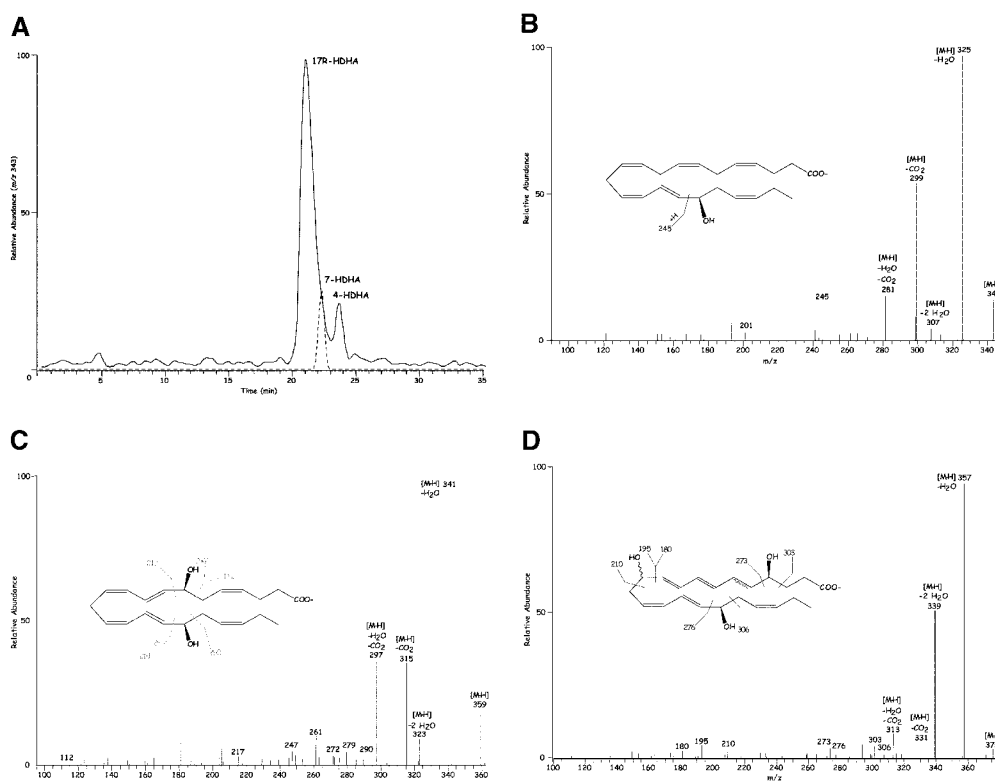 A
100
50
0
Relative Abundance (m/z 343)
17R-HDHA
7-HDHA
4-HDHA
5
10
15
20
25
30
35
Time (min)
B
100
50
0
Relative Abundance
[M-H] 325
-H₂O
[M-H]
-CO₂
299
COO-
OH
+H
245
[M-H]
-H₂O
-CO₂
281
[M-H]
-2 H₂O
307
245
201
100 120 140 160 180 200 220 240 260 280 300 320 340
m/z
C
100
50
0
Relative Abundance
[M-H] 341
-H₂O
OH
COO-
OH
[M-H]
-H₂O
-CO₂
297
[M-H]
-CO₂
315
[M-H]
359
[M-H]
-2 H₂O
323
112
217
247
261
272
279
290
100 120 140 160 180 200 220 240 260 280 300 320 340 360
D
100
50
0
Relative Abundance
[M-H] 357
-H₂O
195 180
HO
210
273
OH
303
COO-
276
OH 306
[M-H]
-2 H₂O
339
[M-H]
-H₂O
-CO₂
313
[M-H]
-CO₂
331
180
195
210
273
276
303
306
100 120 140 160 180 200 220 240 260 280 300 320 340 360
m/z